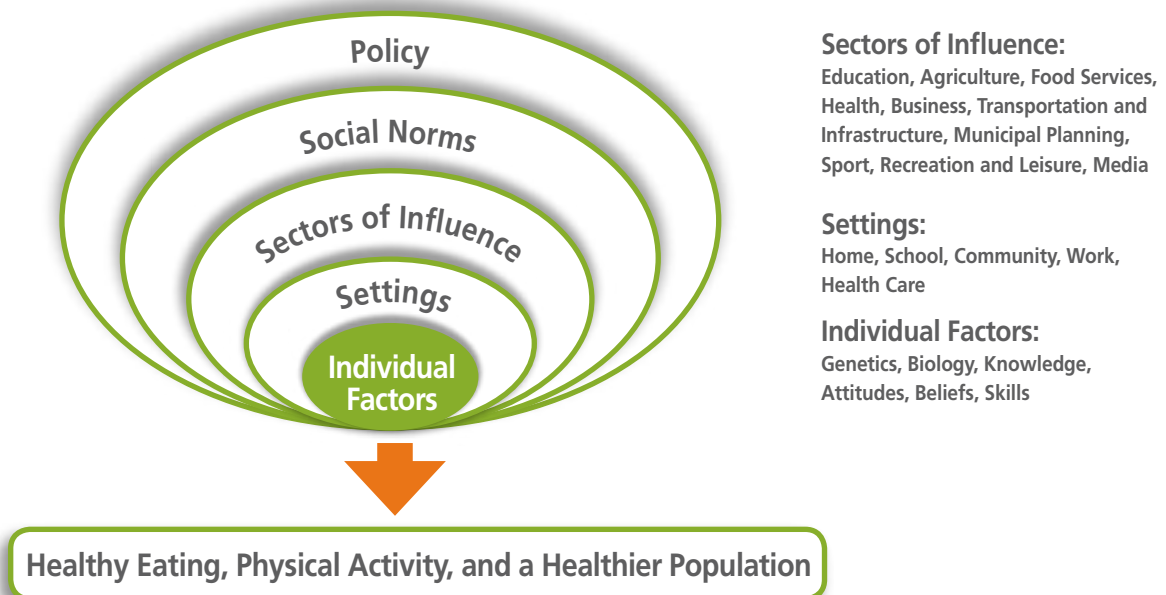 Policy
Social Norms
Sectors of Influence
Settings
Individual
Factors
Healthy Eating, Physical Activity, and a Healthier Population
Sectors of Influence:
Education, Agriculture, Food Services,
Health, Business, Transportation and
Infrastructure, Municipal Planning,
Sport, Recreation and Leisure, Media
Settings:
Home, School, Community, Work,
Health Care
Individual Factors:
Genetics, Biology, Knowledge,
Attitudes, Beliefs, Skills